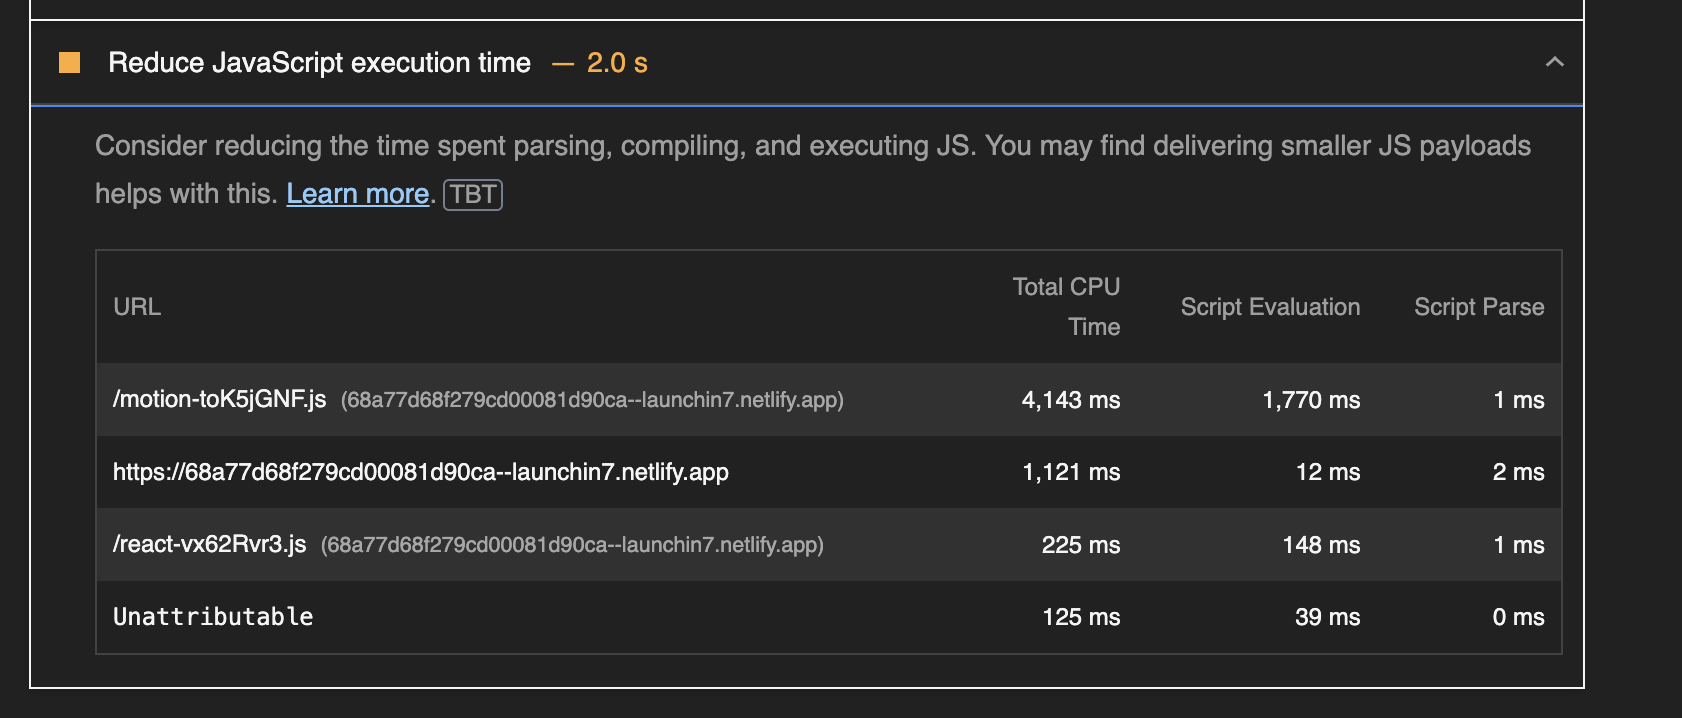 Reduce JavaScript execution time — 2.0 s
Consider reducing the time spent parsing, compiling, and executing JS. You may find delivering smaller JS payloads
helps with this. Learn more. TBT
URL Total CPU Time Script Evaluation Script Parse
/motion-toK5jGNF.js (68a77d68f279cd00081d90ca--launchin7.netlify.app) 4,143 ms 1,770 ms 1 ms
https://68a77d68f279cd00081d90ca--launchin7.netlify.app 1,121 ms 12 ms 2 ms
/react-vx62Rvr3.js (68a77d68f279cd00081d90ca--launchin7.netlify.app) 225 ms 148 ms 1 ms
Unattributable 125 ms 39 ms 0 ms